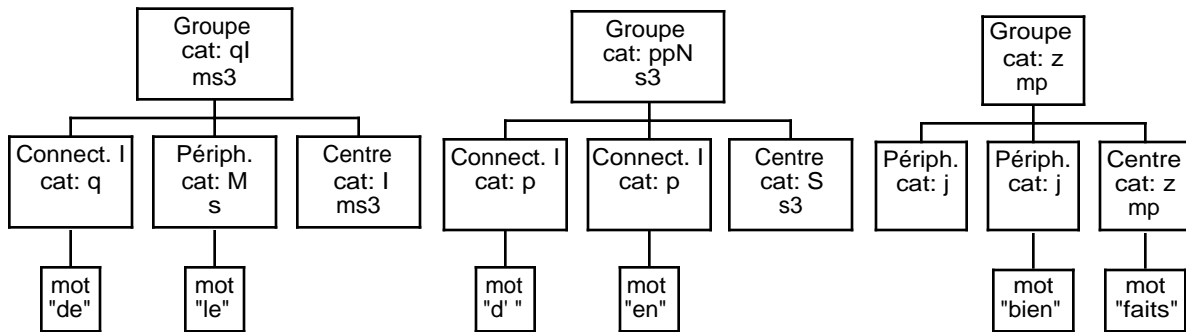 Groupe
cat: qI
ms3
Connect. I
cat: q
Périph.
cat: M
s
Centre
cat: I
ms3
mot
"de"
mot
"le"
Groupe
cat: ppN
s3
Connect. I
cat: p
Connect. I
cat: p
Centre
cat: S
s3
mot
"d' "
mot
"en"
Groupe
cat: z
mp
Périph.
cat: j
Périph.
cat: j
Centre
cat: z
mp
mot
"bien"
mot
"faits"